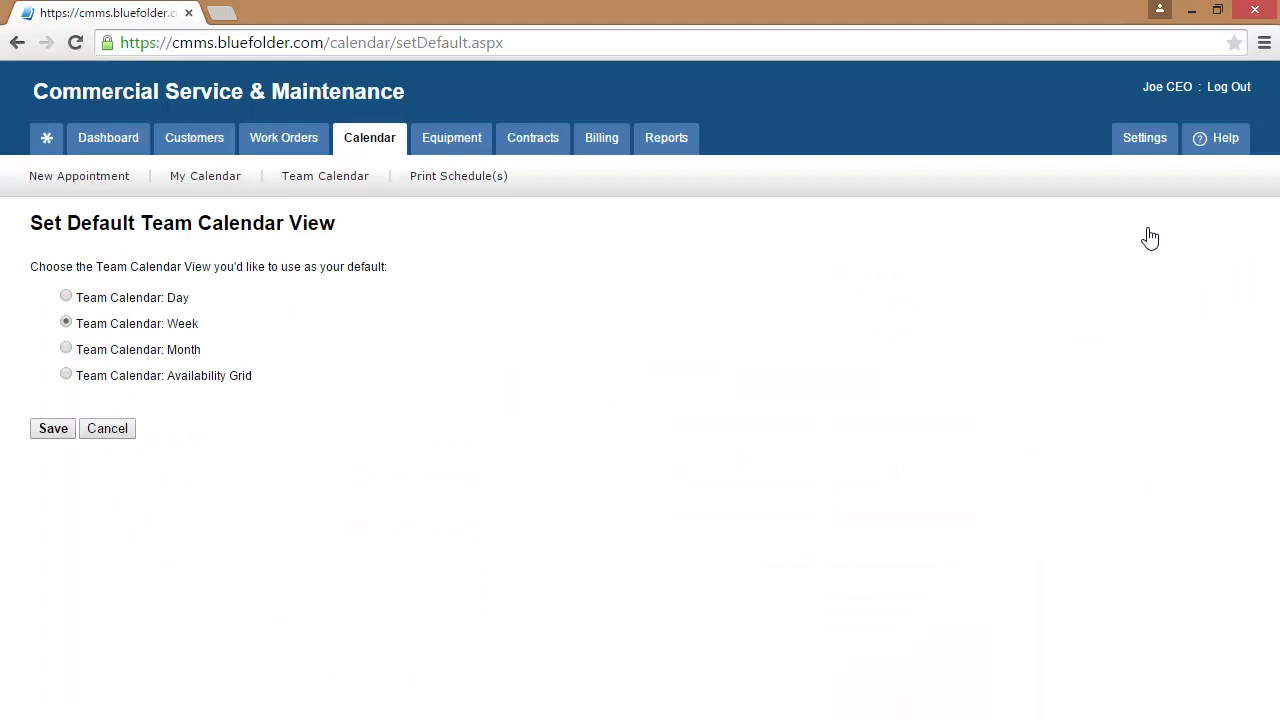 https://cmms.bluefolder.c
https://cmms.bluefolder.com/calendar/setDefault.aspx
Commercial Service & Maintenance
Joe CEO : Log Out
* Dashboard Customers Work Orders Calendar Equipment Contracts Billing Reports Settings ? Help
New Appointment | My Calendar | Team Calendar | Print Schedule(s)
Set Default Team Calendar View
Choose the Team Calendar View you'd like to use as your default:
Team Calendar: Day
Team Calendar: Week
Team Calendar: Month
Team Calendar: Availability Grid
Save Cancel